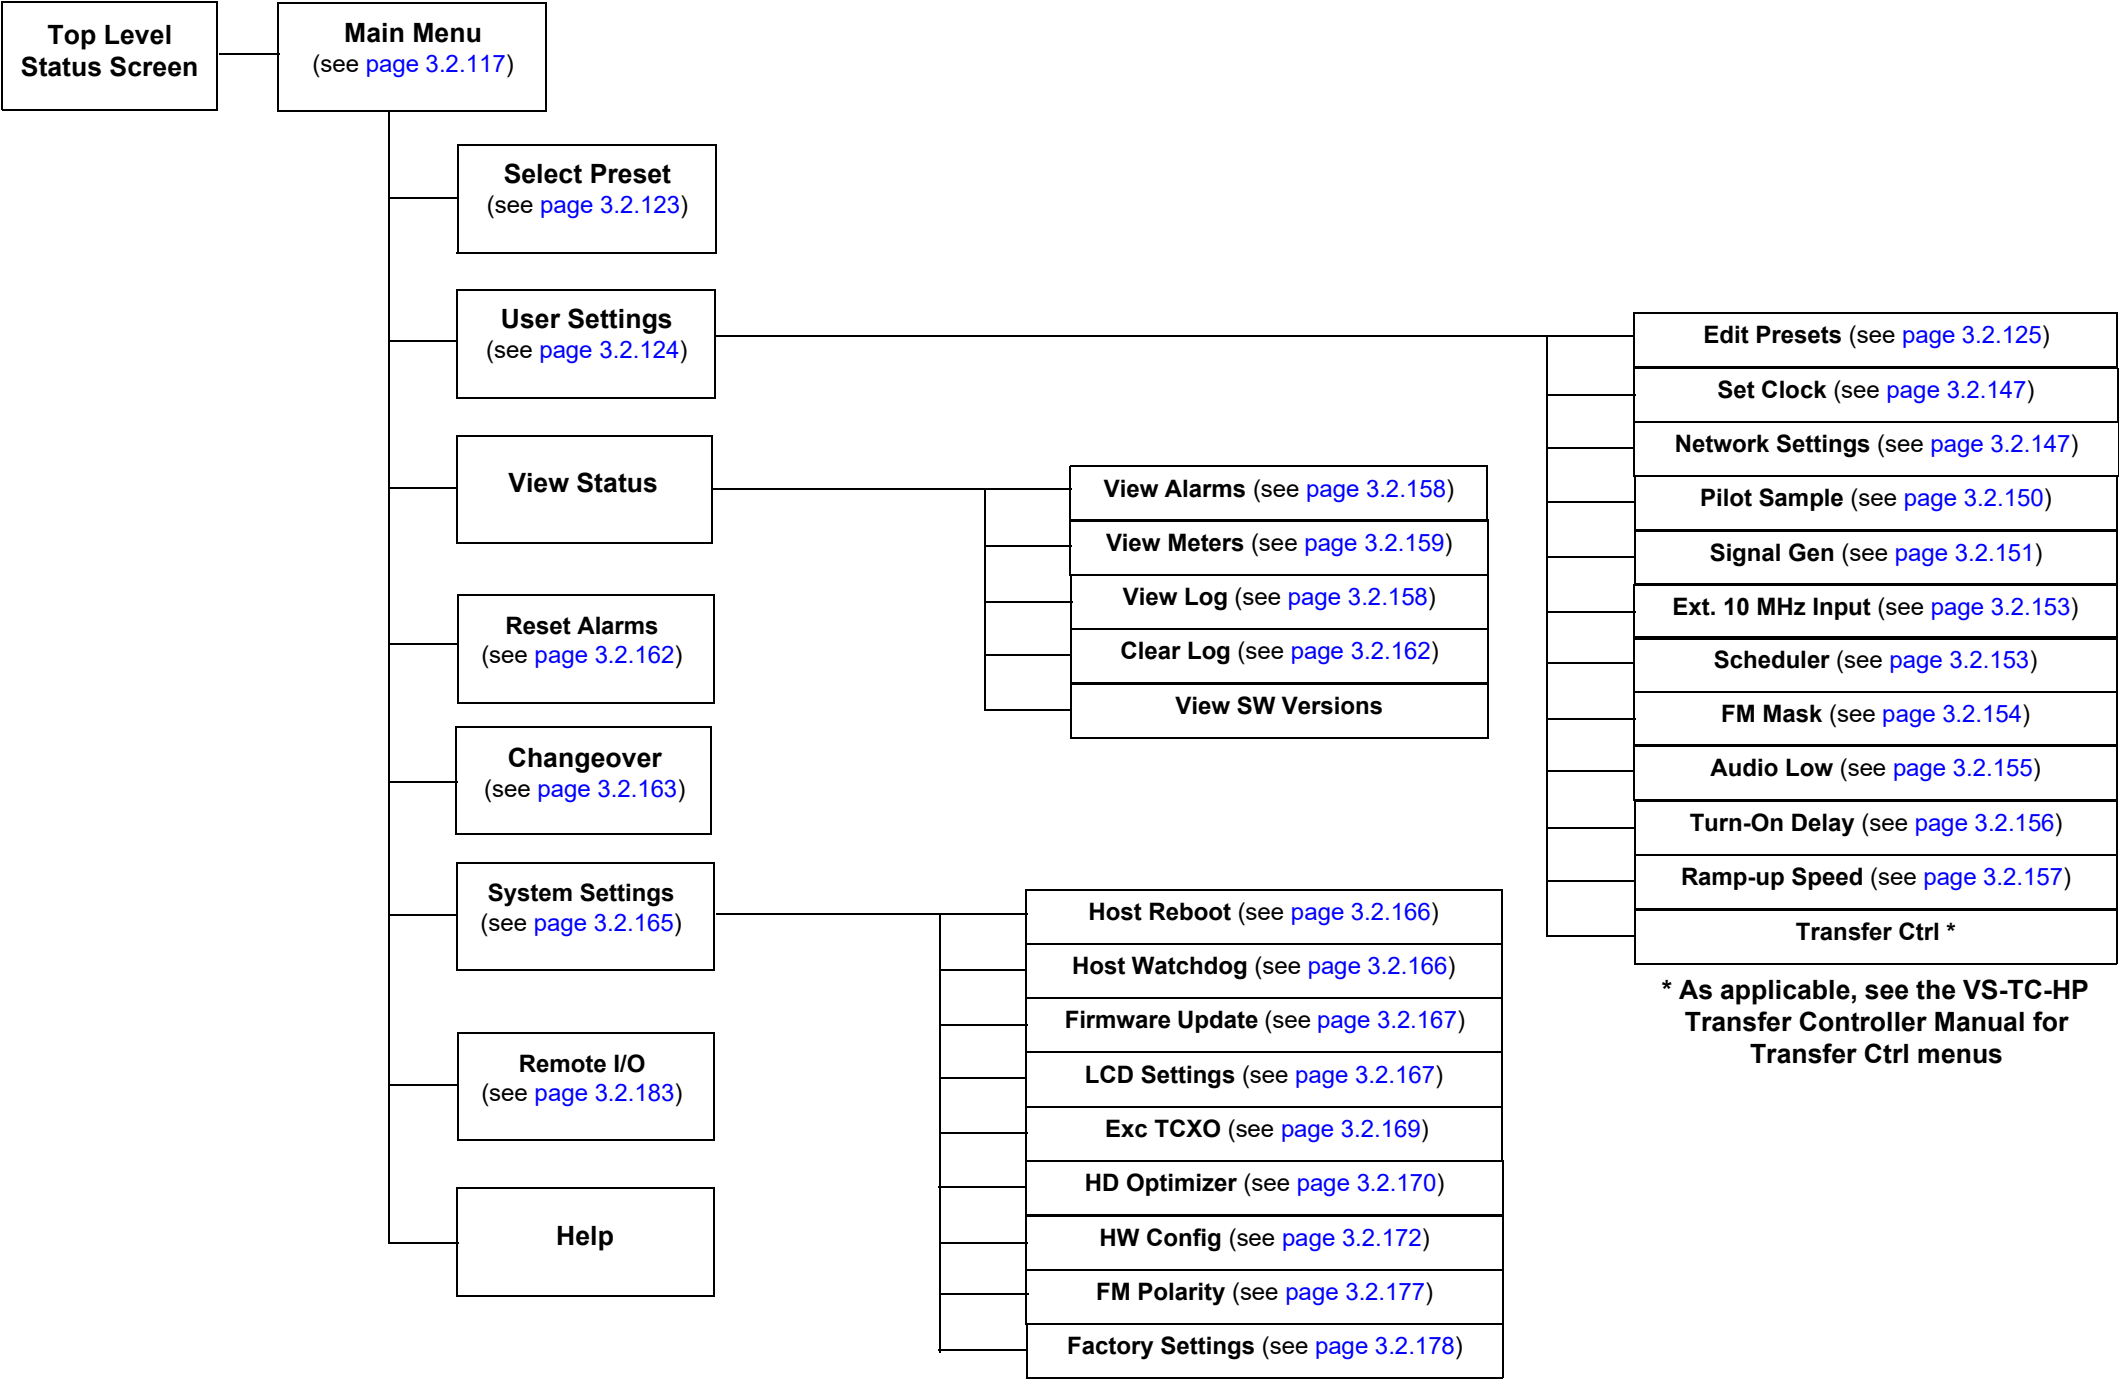 Top Level
Status Screen
Main Menu
(see page 3.2.117)
Select Preset
(see page 3.2.123)
User Settings
(see page 3.2.124)
View Status
Reset Alarms
(see page 3.2.162)
Changeover
(see page 3.2.163)
System Settings
(see page 3.2.165)
Remote I/O
(see page 3.2.183)
Help
View Alarms (see page 3.2.158)
View Meters (see page 3.2.159)
View Log (see page 3.2.158)
Clear Log (see page 3.2.162)
View SW Versions
Host Reboot (see page 3.2.166)
Host Watchdog (see page 3.2.166)
Firmware Update (see page 3.2.167)
LCD Settings (see page 3.2.167)
Exc TCXO (see page 3.2.169)
HD Optimizer (see page 3.2.170)
HW Config (see page 3.2.172)
FM Polarity (see page 3.2.177)
Factory Settings (see page 3.2.178)
Edit Presets (see page 3.2.125)
Set Clock (see page 3.2.147)
Network Settings (see page 3.2.147)
Pilot Sample (see page 3.2.150)
Signal Gen (see page 3.2.151)
Ext. 10 MHz Input (see page 3.2.153)
Scheduler (see page 3.2.153)
FM Mask (see page 3.2.154)
Audio Low (see page 3.2.155)
Turn-On Delay (see page 3.2.156)
Ramp-up Speed (see page 3.2.157)
Transfer Ctrl *
* As applicable, see the VS-TC-HP
Transfer Controller Manual for
Transfer Ctrl menus